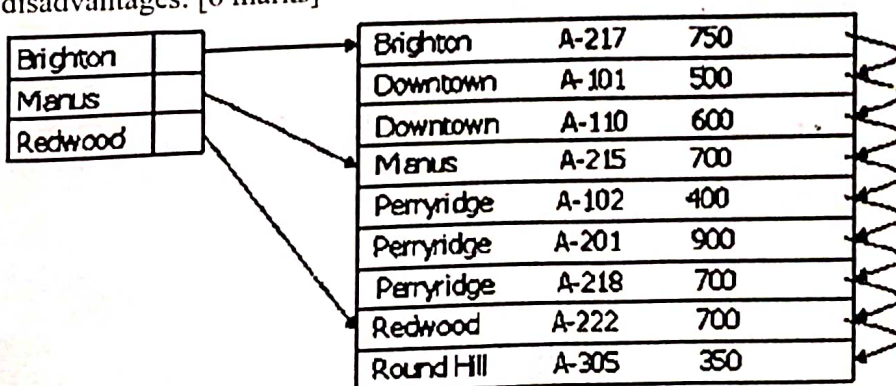 disadvantages. [6 marks]
Brighton
Manus
Redwood
Brighton A-217 750
Downtown A-101 500
Downtown A-110 600
Manus A-215 700
Perryridge A-102 400
Perryridge A-201 900
Perryridge A-218 700
Redwood A-222 700
Round Hill A-305 350